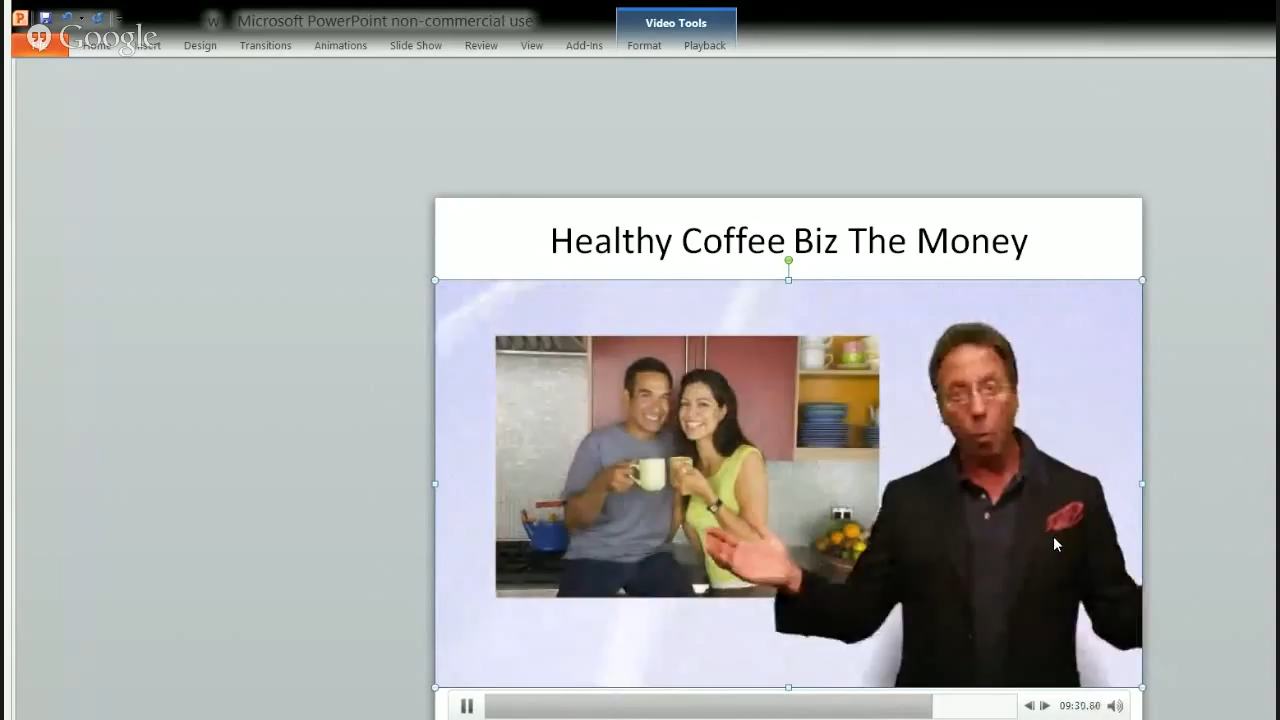 w Microsoft PowerPoint non-commercial use
Video Tools
Google
Home Insert Design Transitions Animations Slide Show Review View Add-Ins Format Playback
Healthy Coffee Biz The Money
09:30.80